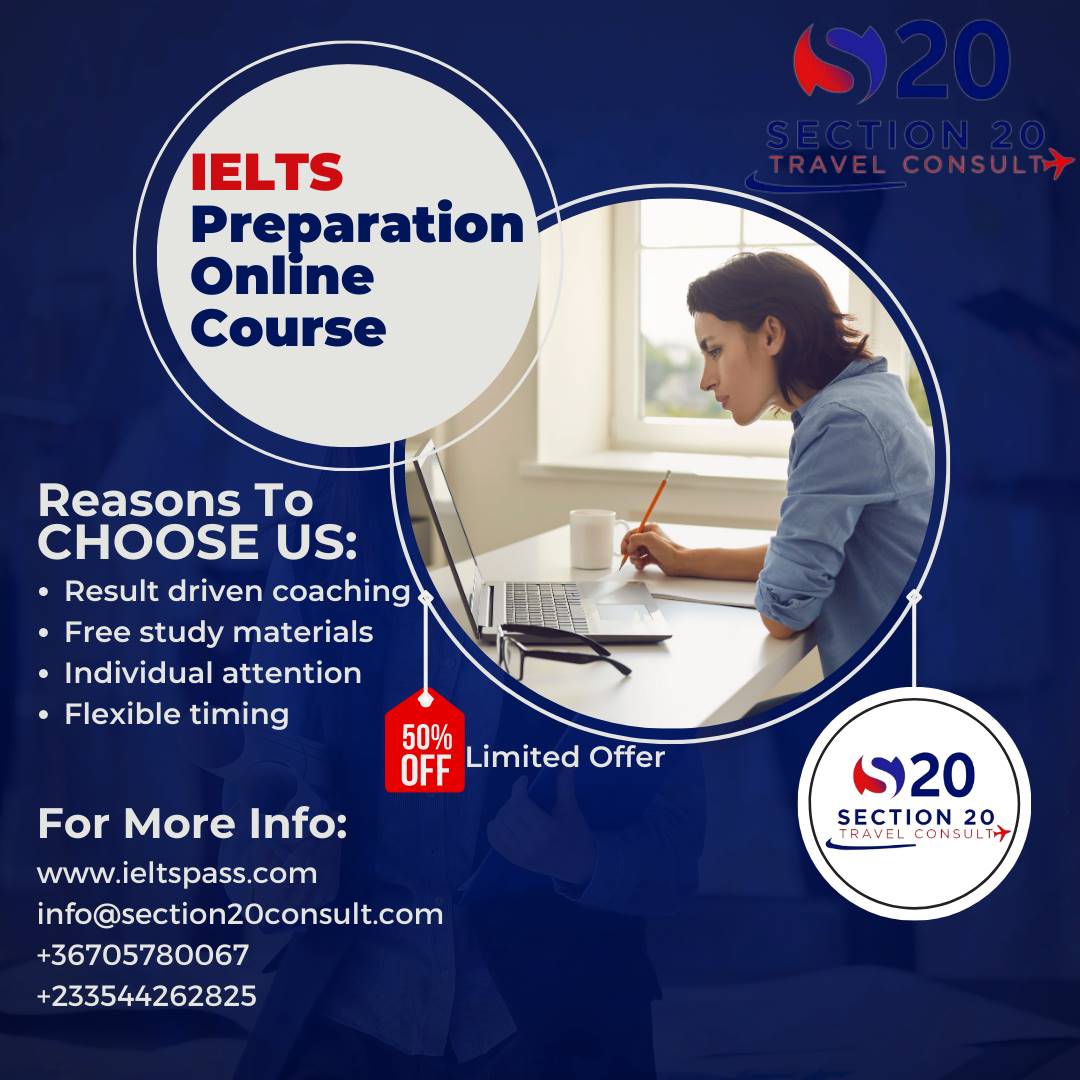 S20
SECTION 20
TRAVEL CONSULT
IELTS
Preparation
Online
Course
Reasons To
CHOOSE US:
• Result driven coaching
• Free study materials
• Individual attention
• Flexible timing
50%
OFF
Limited Offer
S20
SECTION 20
TRAVEL CONSULT
For More Info:
www.ieltspass.com
info@section20consult.com
+36705780067
+233544262825